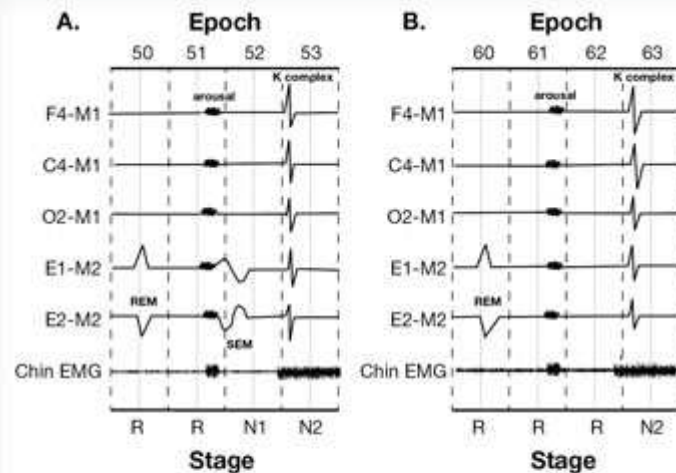 A. Epoch
50 51 52 53
K complex
arousal
F4-M1
C4-M1
O2-M1
E1-M2
REM
E2-M2
SEM
Chin EMG
R R N1 N2
Stage
B. Epoch
60 61 62 63
K complex
arousal
F4-M1
C4-M1
O2-M1
E1-M2
REM
E2-M2
Chin EMG
R R R N2
Stage